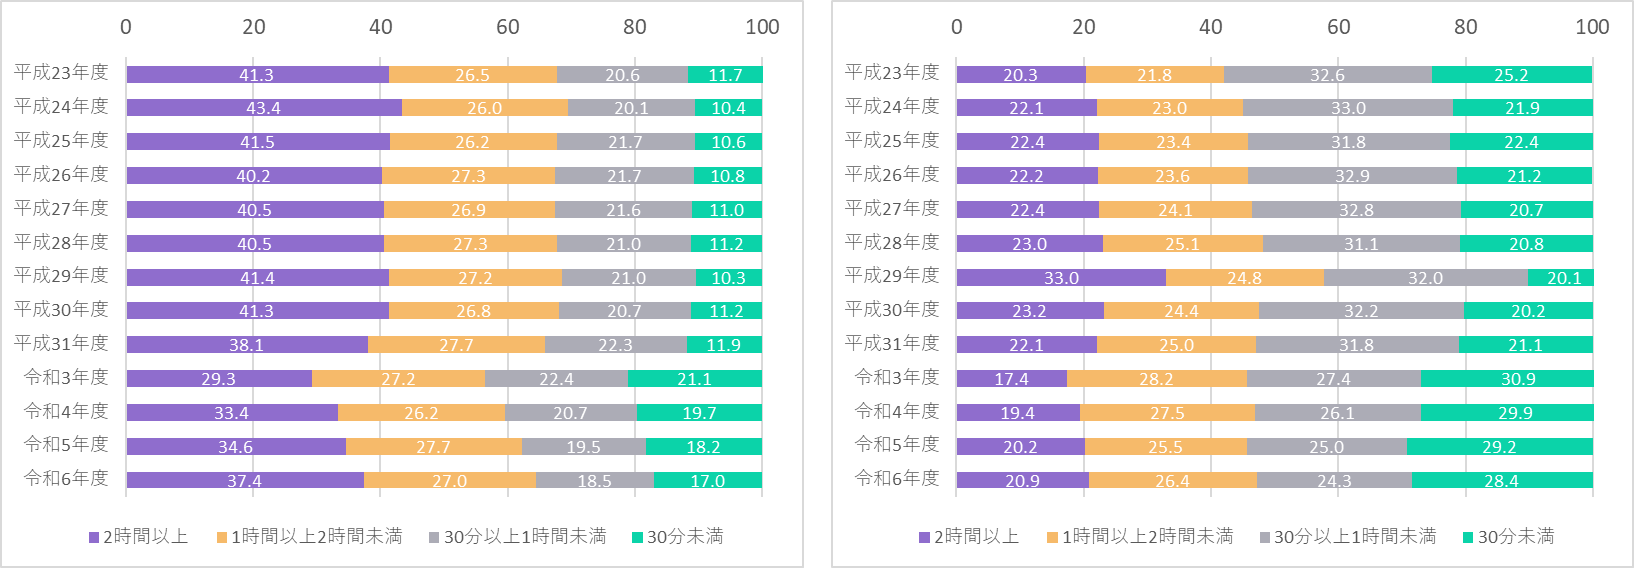 0 20 40 60 80 100
平成23年度 41.3 26.5 20.6 11.7
平成24年度 43.4 26.0 20.1 10.4
平成25年度 41.5 26.2 21.7 10.6
平成26年度 40.2 27.3 21.7 10.8
平成27年度 40.5 26.9 21.6 11.0
平成28年度 40.5 27.3 21.0 11.2
平成29年度 41.4 27.2 21.0 10.3
平成30年度 41.3 26.8 20.7 11.2
平成31年度 38.1 27.7 22.3 11.9
令和3年度 29.3 27.2 22.4 21.1
令和4年度 33.4 26.2 20.7 19.7
令和5年度 34.6 27.7 19.5 18.2
令和6年度 37.4 27.0 18.5 17.0
2時間以上 1時間以上2時間未満 30分以上1時間未満 30分未満
0 20 40 60 80 100
平成23年度 20.3 21.8 32.6 25.2
平成24年度 22.1 23.0 33.0 21.9
平成25年度 22.4 23.4 31.8 22.4
平成26年度 22.2 23.6 32.9 21.2
平成27年度 22.4 24.1 32.8 20.7
平成28年度 23.0 25.1 31.1 20.8
平成29年度 33.0 24.8 32.0 20.1
平成30年度 23.2 24.4 32.2 20.2
平成31年度 22.1 25.0 31.8 21.1
令和3年度 17.4 28.2 27.4 30.9
令和4年度 19.4 27.5 26.1 29.9
令和5年度 20.2 25.5 25.0 29.2
令和6年度 20.9 26.4 24.3 28.4
2時間以上 1時間以上2時間未満 30分以上1時間未満 30分未満